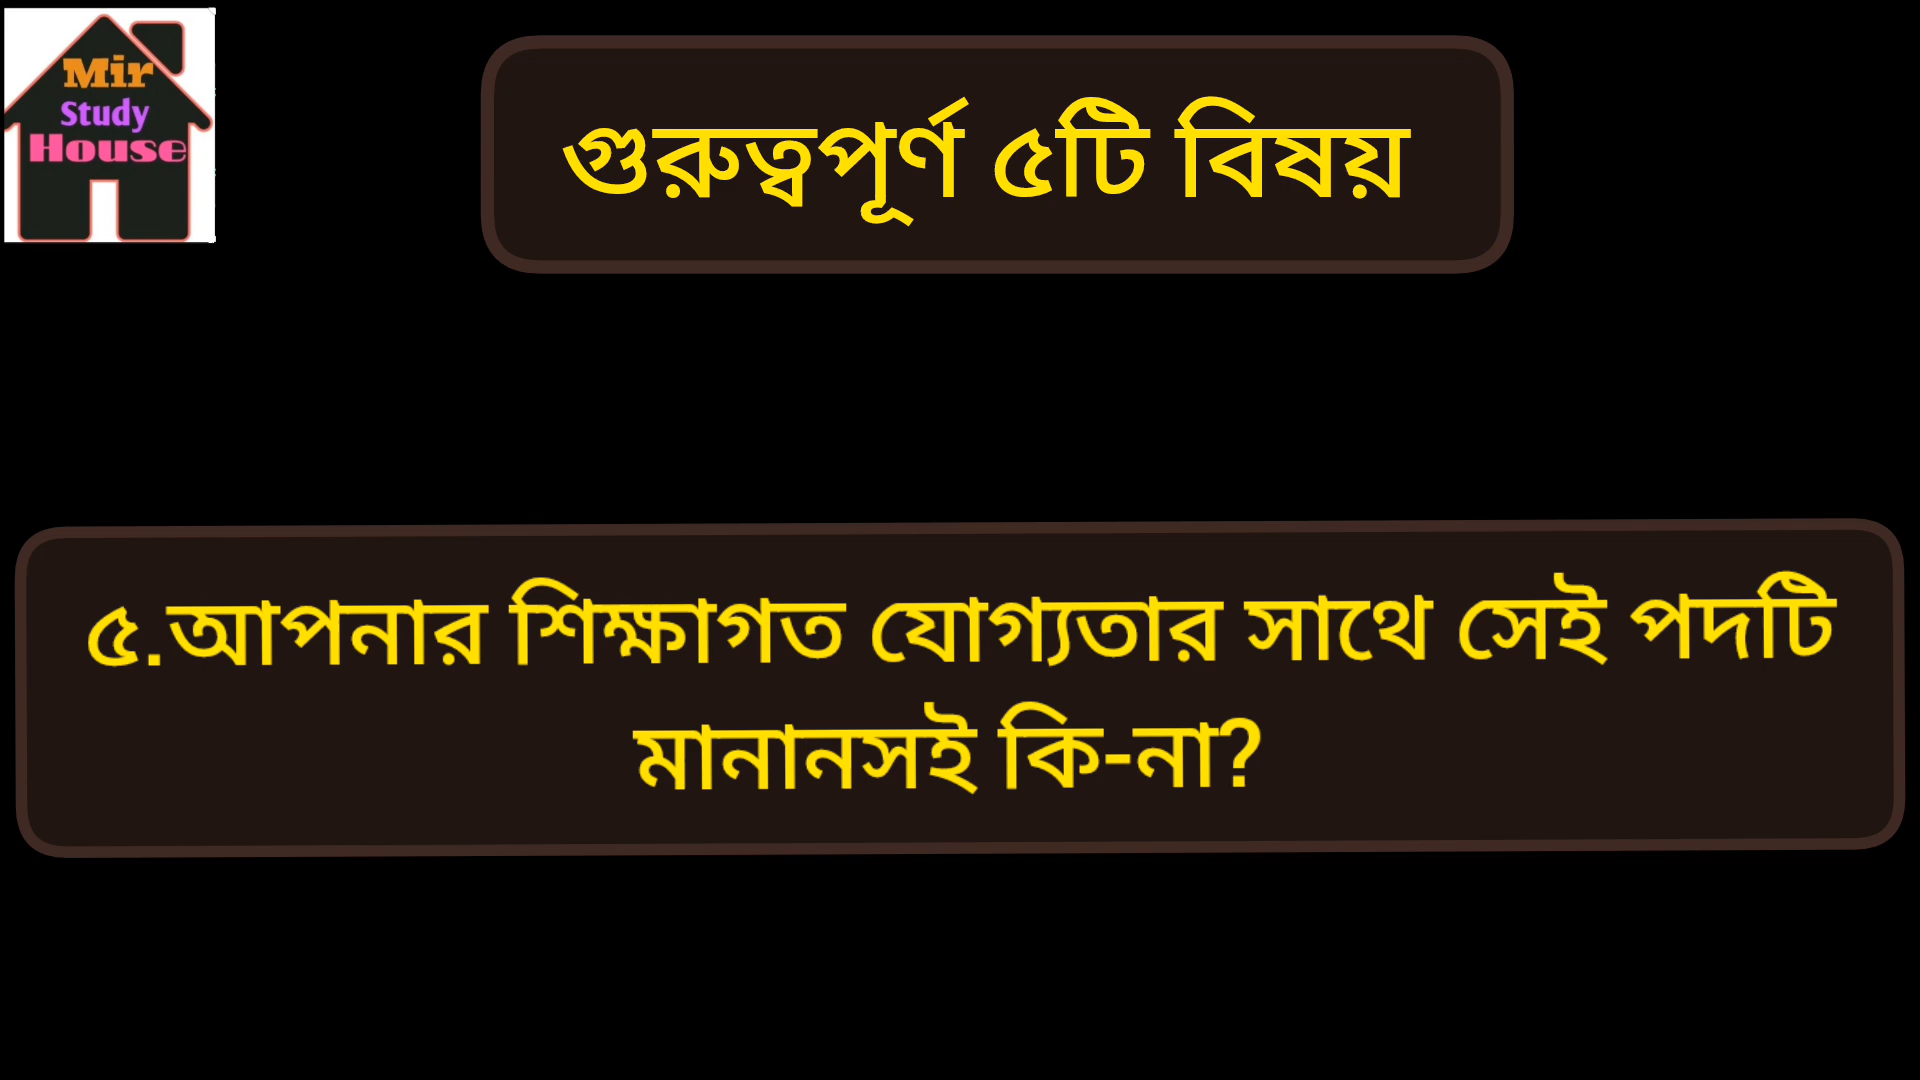 Mir
Study
House
গুরুত্বপূর্ণ ৫টি বিষয়
৫.আপনার শিক্ষাগত যোগ্যতার সাথে সেই পদটি
মানানসই কি-না?